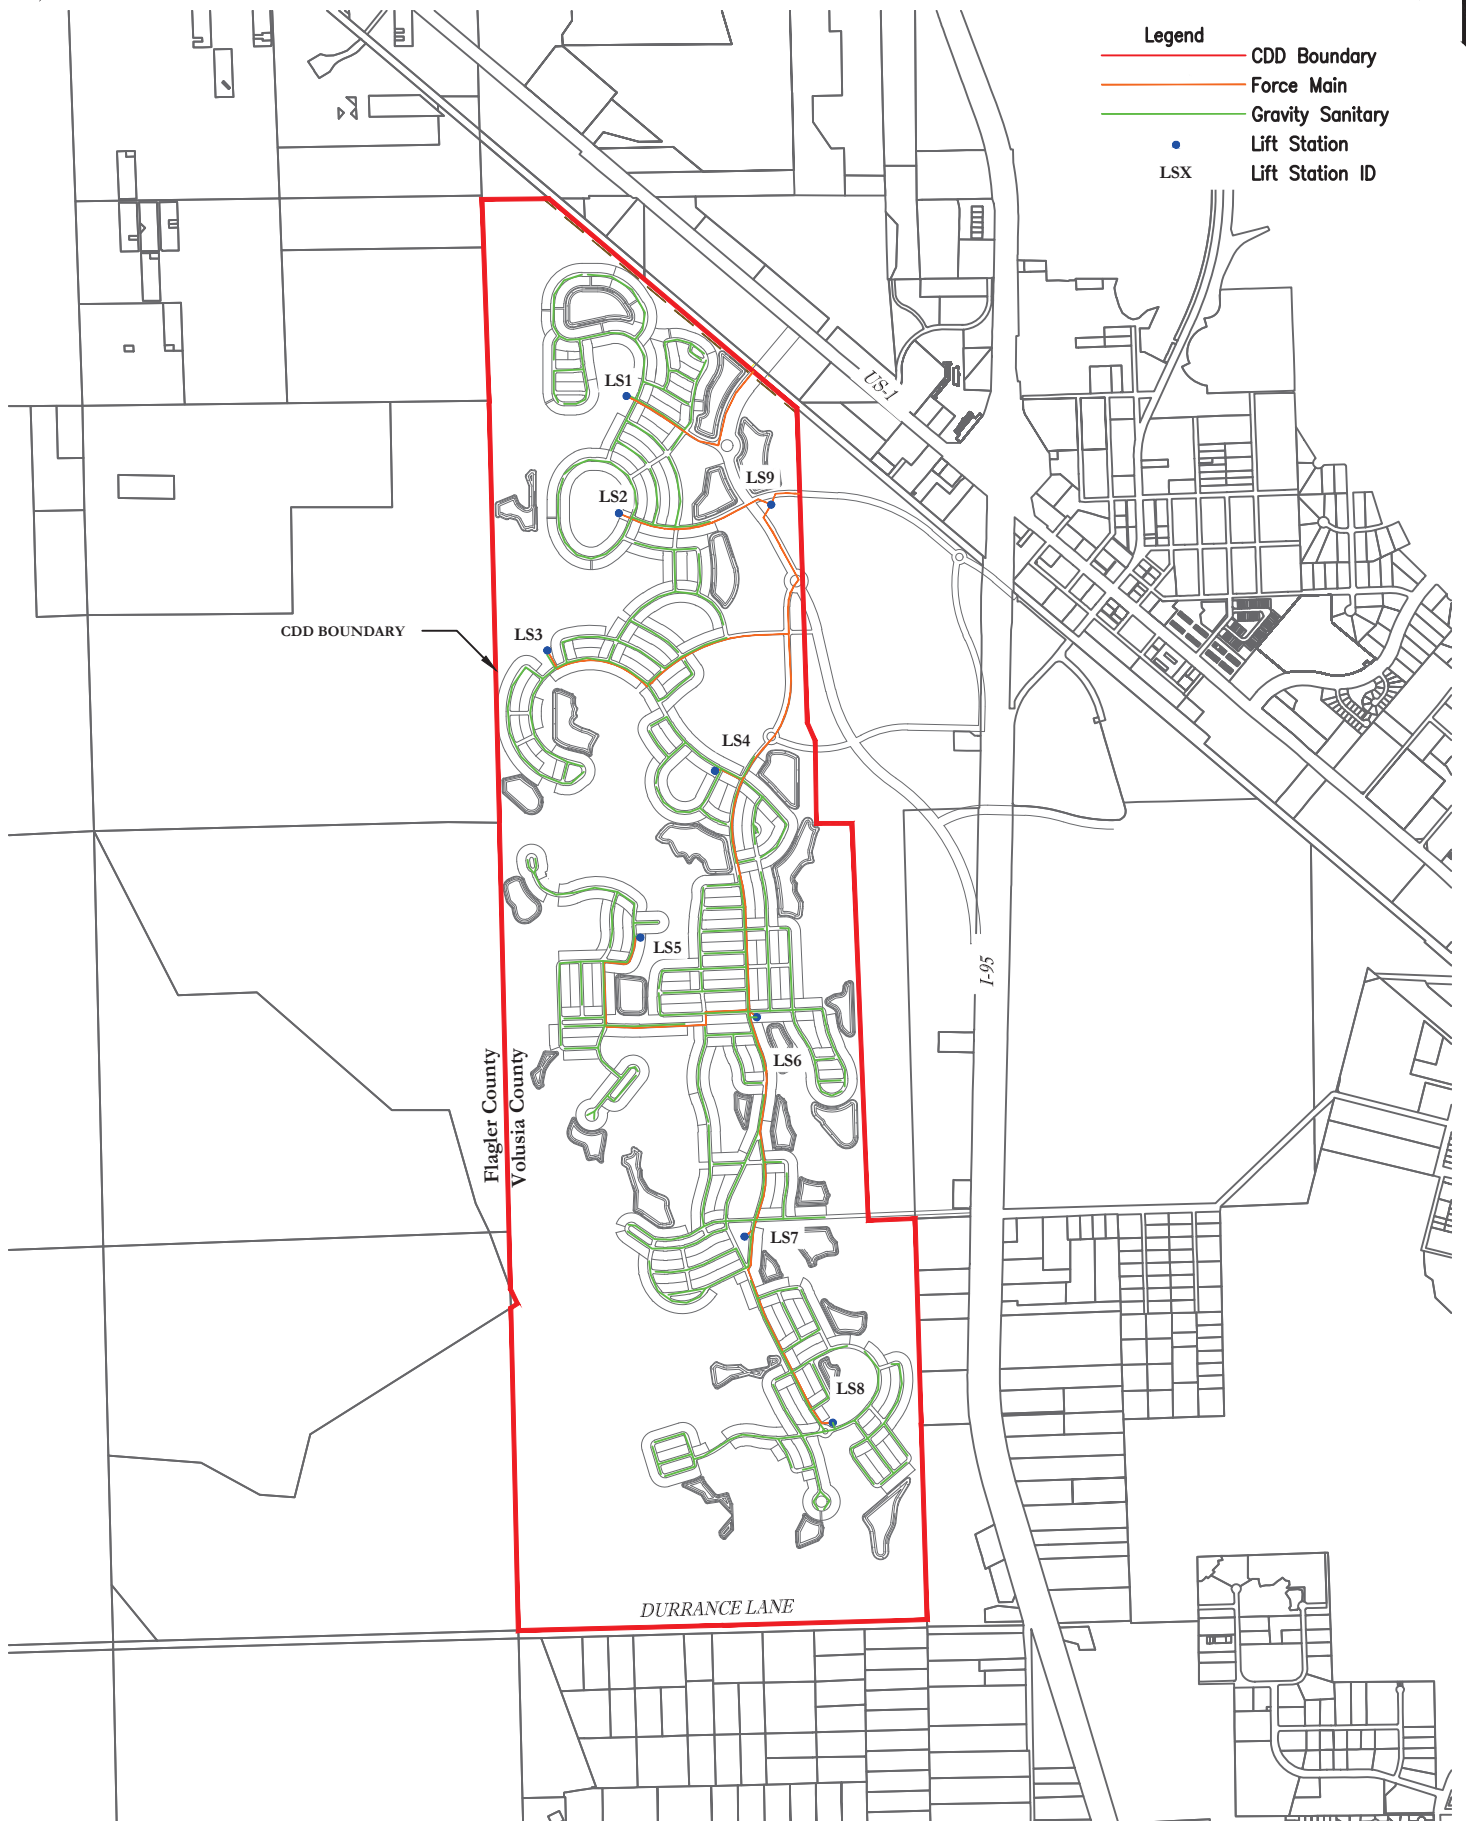 Legend
CDD Boundary
Force Main
Gravity Sanitary
Lift Station
LSX Lift Station ID
US-1
LS1
LS9
LS2
CDD BOUNDARY
LS3
LS4
LS5
I-95
LS6
Flagler County
Volusia County
LS7
LS8
DURRANCE LANE